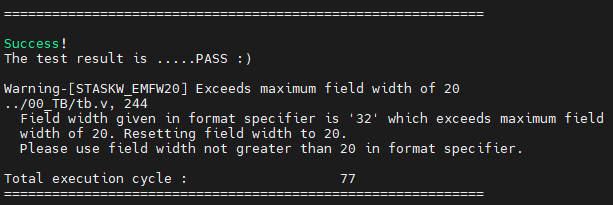 ============================================================
Success!
The test result is .....PASS :)
Warning-[STASKW_EMFW20] Exceeds maximum field width of 20
../00_TB/tb.v, 244
Field width given in format specifier is '32' which exceeds maximum field
width of 20. Resetting field width to 20.
Please use field width not greater than 20 in format specifier.
Total execution cycle :                   77
============================================================